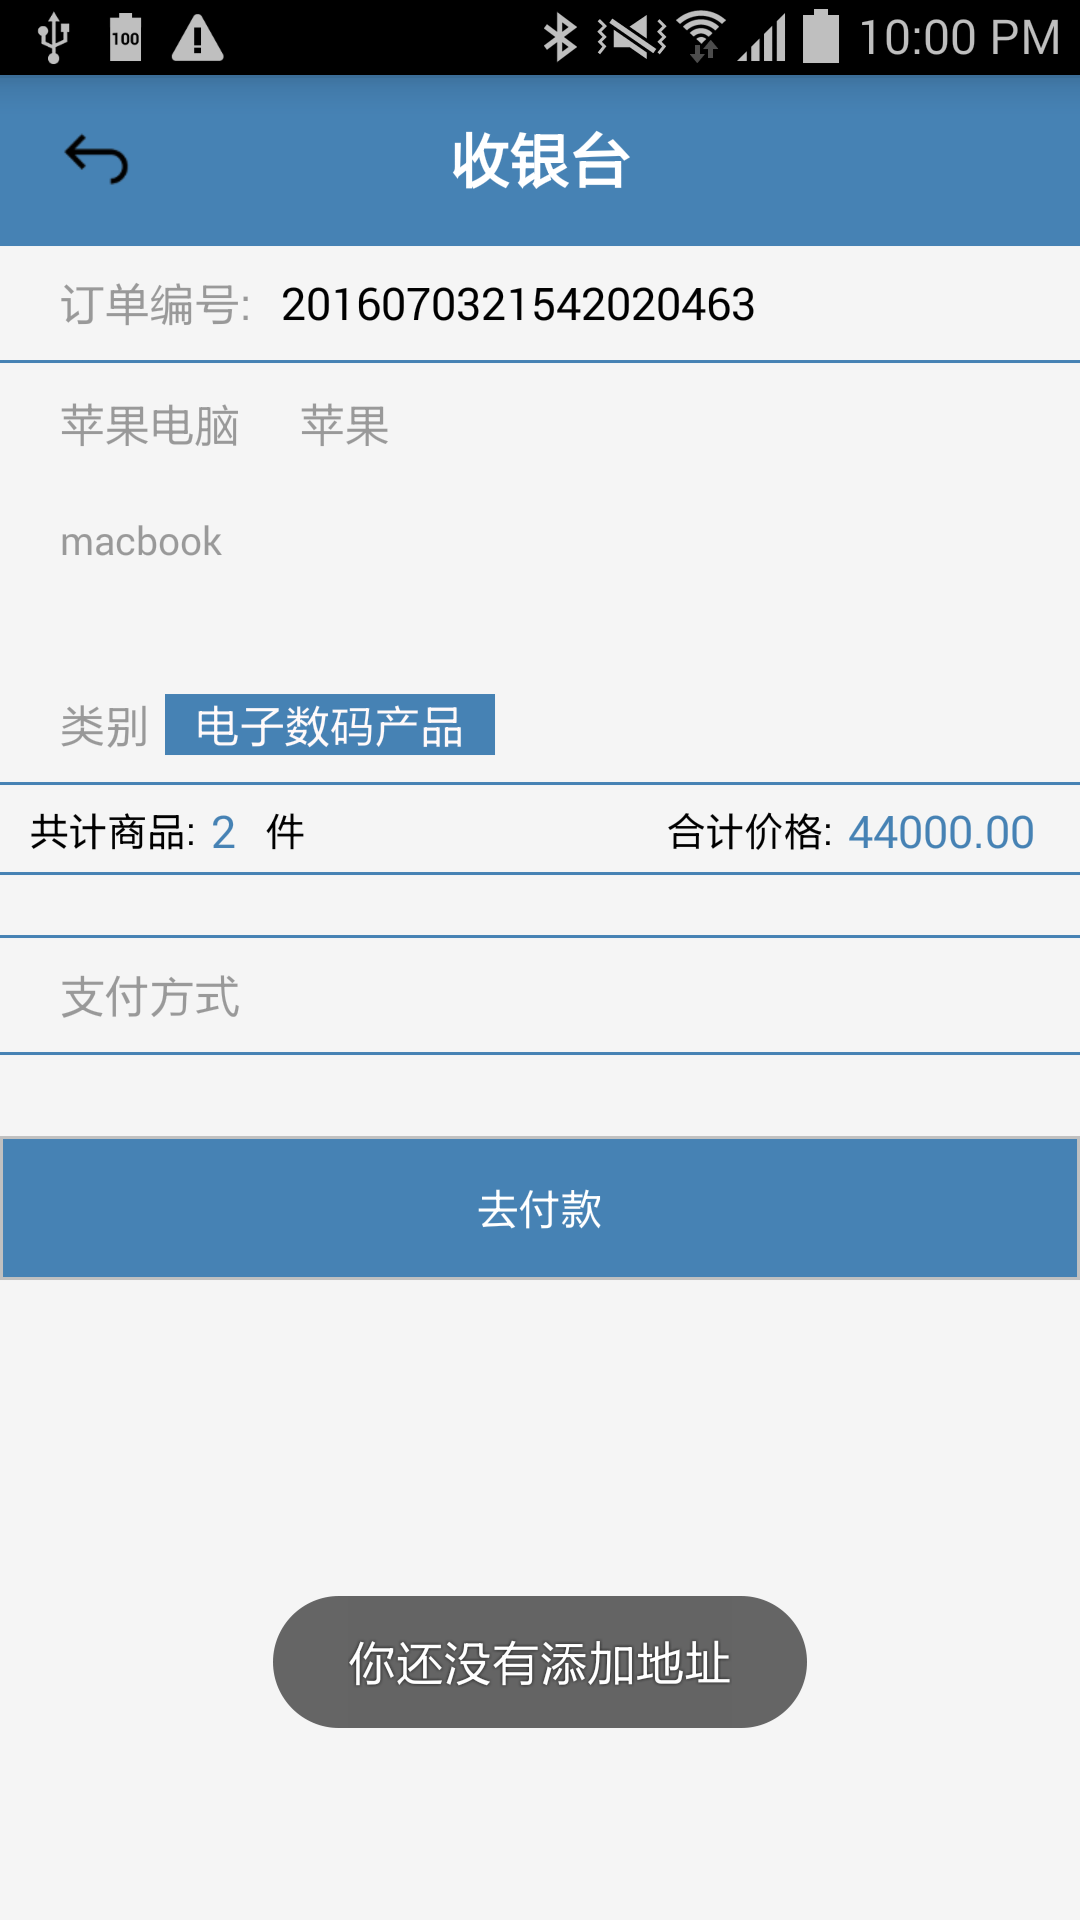 100 10:00 PM
收银台
订单编号: 2016070321542020463
苹果电脑 苹果
macbook
类别 电子数码产品
共计商品: 2 件 合计价格: 44000.00
支付方式
去付款
你还没有添加地址